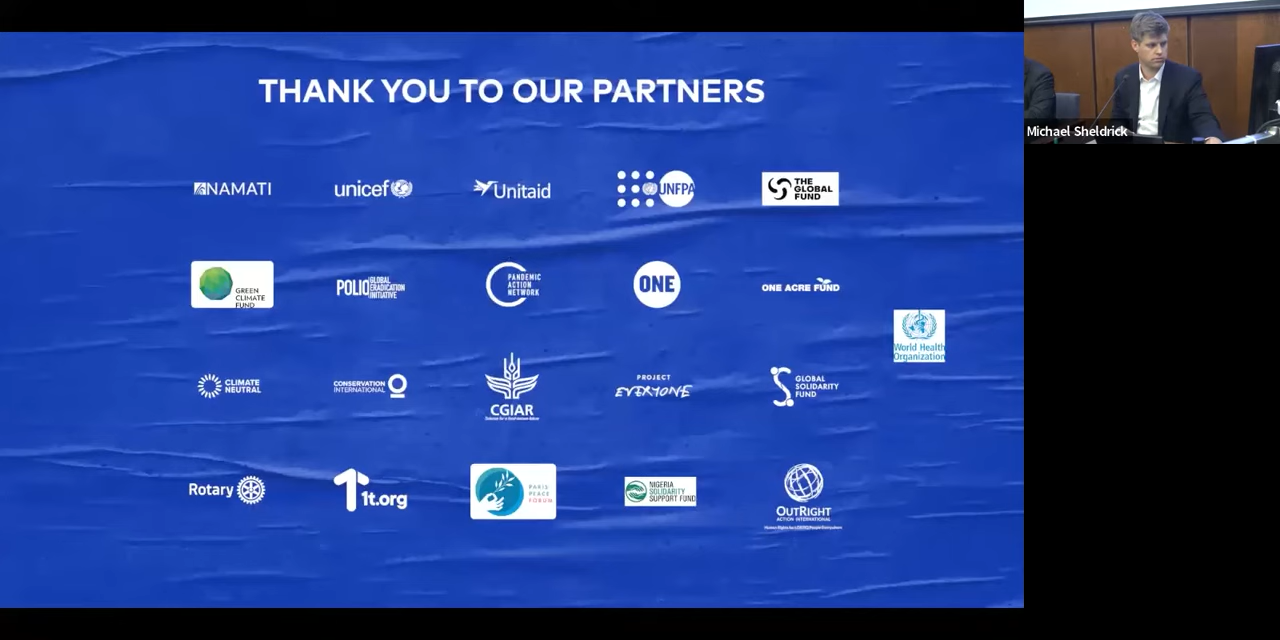 THANK YOU TO OUR PARTNERS
Michael Sheldrick
NAMATI
unicef
Unitaid
UNFPA
THE
GLOBAL
FUND
GREEN
CLIMATE
FUND
POLIO GLOBAL
ERADICATION
INITIATIVE
PANDEMIC
ACTION
NETWORK
ONE
ONE ACRE FUND
World Health
Organization
CLIMATE
NEUTRAL
CONSERVATION
INTERNATIONAL
CGIAR
PROJECT
EVERYONE
GLOBAL
SOLIDARITY
FUND
Rotary
1t.org
PARIS
PEACE
FORUM
NIGERIA
SOLIDARITY
SUPPORT FUND
OUTRIGHT
ACTION INTERNATIONAL